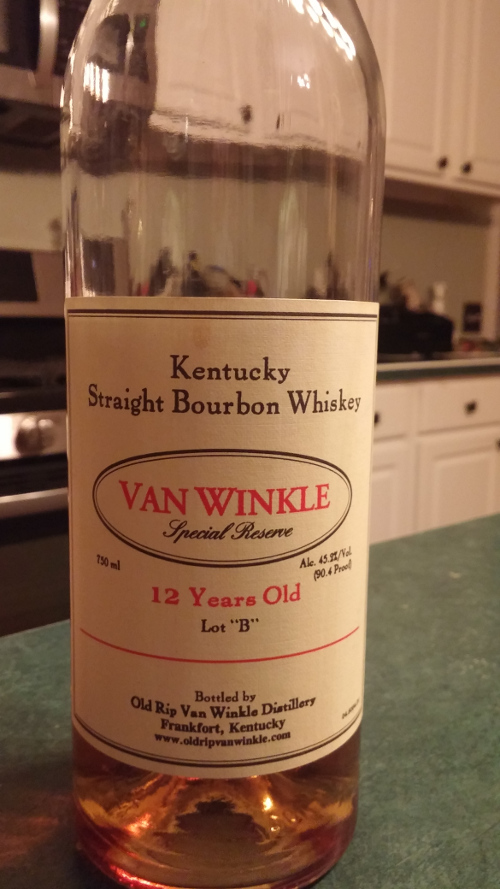 Kentucky
Straight Bourbon Whiskey
VAN WINKLE
Special Reserve
750 ml
Alc. 45.2%/Vol.
(90.4 Proof)
12 Years Old
Lot "B"
Bottled by
Old Rip Van Winkle Distillery
Frankfort, Kentucky
www.oldripvanwinkle.com